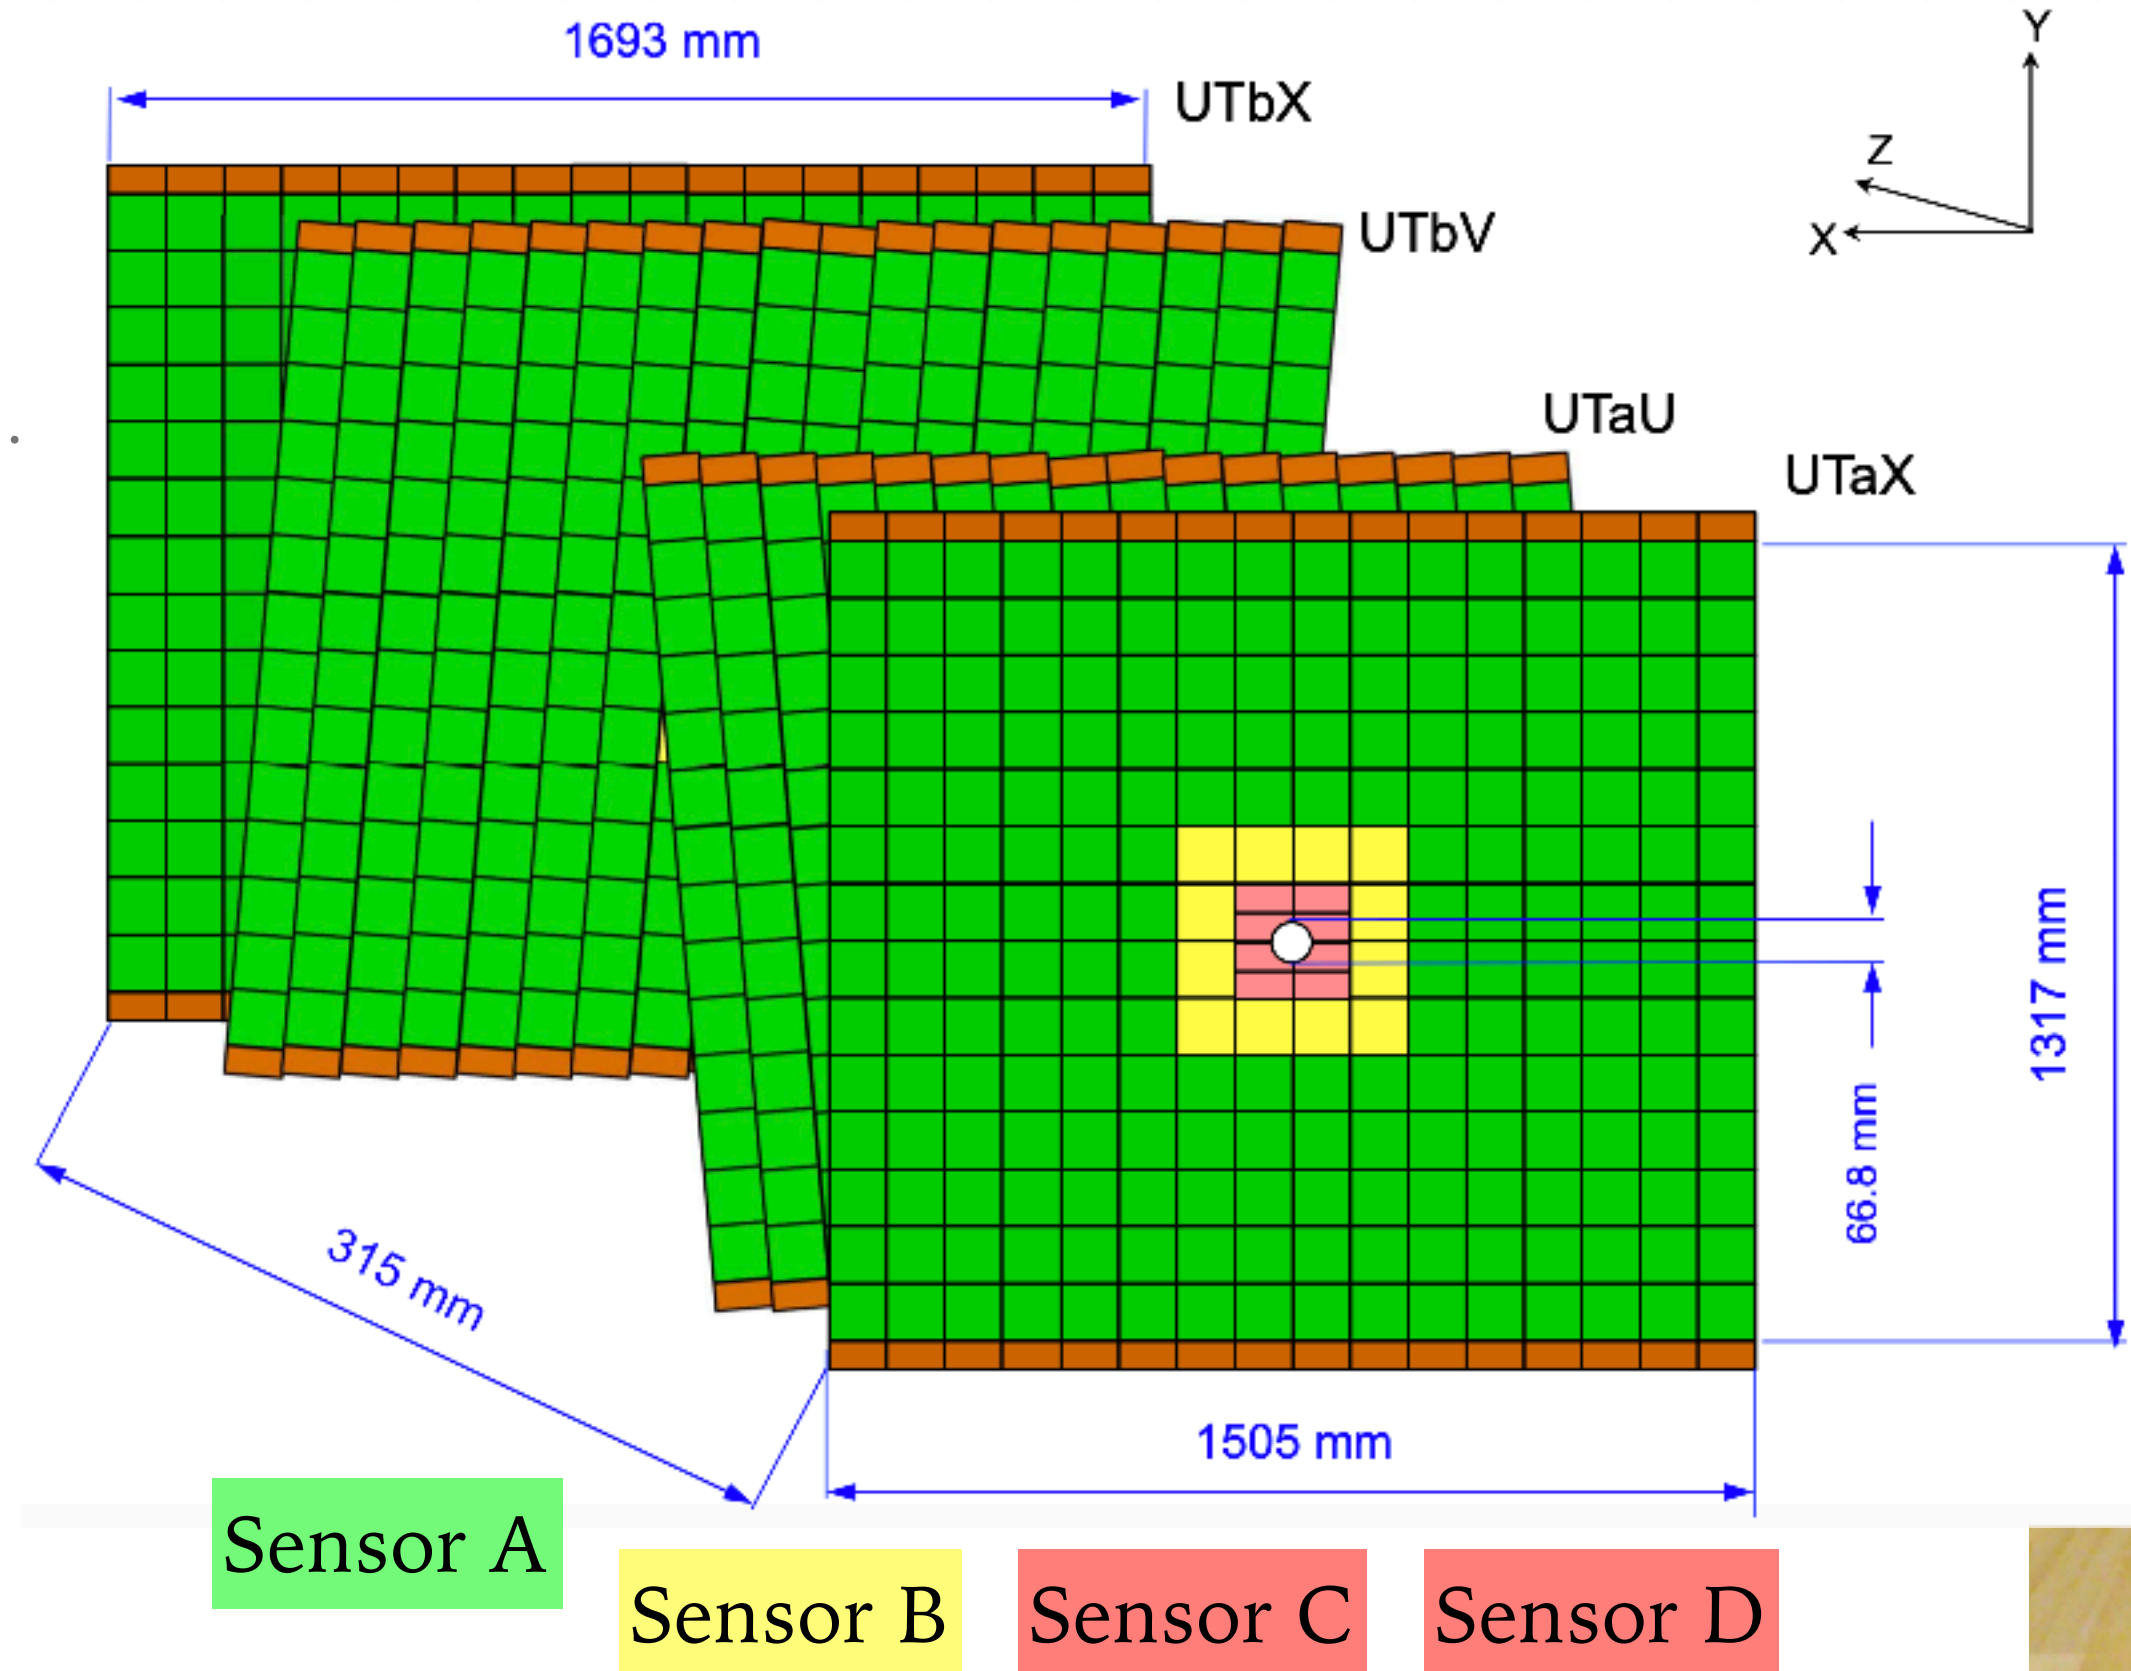 1693 mm
UTbX
Y
Z
X
UTbV
UTaU
UTaX
1317 mm
66.8 mm
315 mm
1505 mm
Sensor A
Sensor B
Sensor C
Sensor D